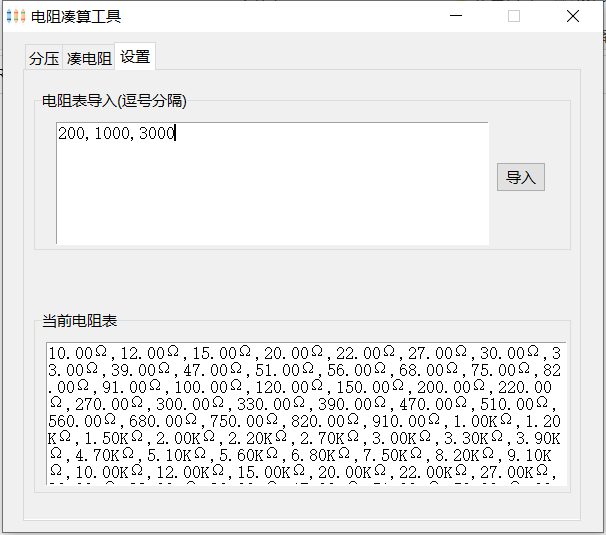 电阻凑算工具
分压 凑电阻 设置
电阻表导入(逗号分隔)
200,1000,3000
导入
当前电阻表
10.00Ω,12.00Ω,15.00Ω,20.00Ω,22.00Ω,27.00Ω,30.00Ω,3
3.00Ω,39.00Ω,47.00Ω,51.00Ω,56.00Ω,68.00Ω,75.00Ω,82
.00Ω,91.00Ω,100.00Ω,120.00Ω,150.00Ω,200.00Ω,220.00
Ω,270.00Ω,300.00Ω,330.00Ω,390.00Ω,470.00Ω,510.00Ω,
560.00Ω,680.00Ω,750.00Ω,820.00Ω,910.00Ω,1.00KΩ,1.20
KΩ,1.50KΩ,2.00KΩ,2.20KΩ,2.70KΩ,3.00KΩ,3.30KΩ,3.90K
Ω,4.70KΩ,5.10KΩ,5.60KΩ,6.80KΩ,7.50KΩ,8.20KΩ,9.10K
Ω,10.00KΩ,12.00KΩ,15.00KΩ,20.00KΩ,22.00KΩ,27.00KΩ,